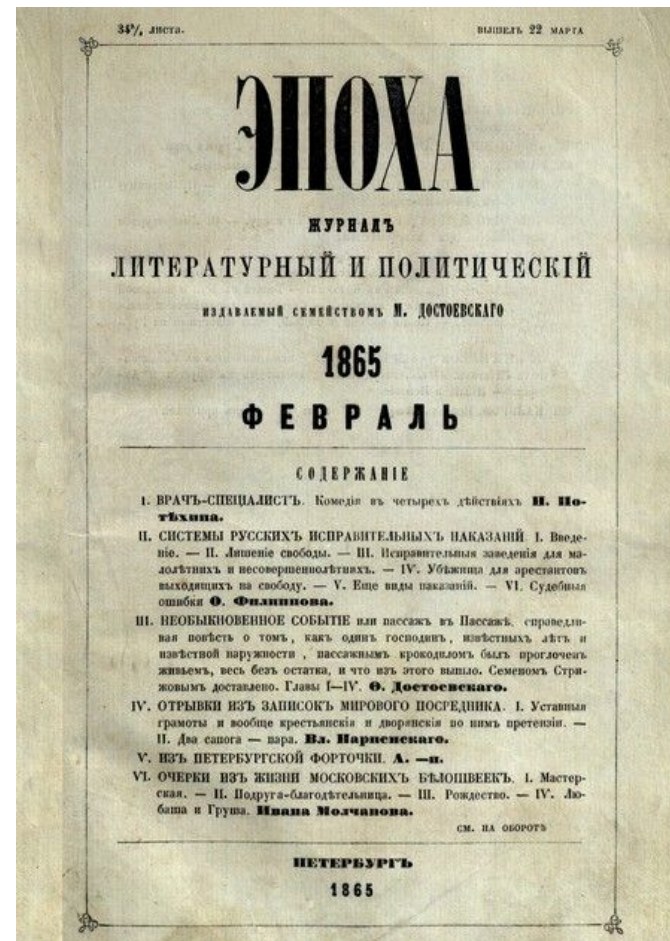 34¾ листа. ВЫШЕЛЪ 22 МАРТА
ЭПОХА
ЖУРНАЛЪ
ЛИТЕРАТУРНЫЙ И ПОЛИТИЧЕСКІЙ
ИЗДАВАЕМЫЙ СЕМЕЙСТВОМЪ М. ДОСТОЕВСКАГО
1865
ФЕВРАЛЬ
СОДЕРЖАНІЕ
I. ВРАЧЪ-СПЕЦІАЛИСТЪ. Комедія въ четырехъ дѣйствіяхъ Н. По-
тѣхина.
II. СИСТЕМЫ РУССКИХЪ ИСПРАВИТЕЛЬНЫХЪ НАКАЗАНІЙ. I. Введе-
ніе. — II. Лишеніе свободы. — III. Исправительныя заведенія для ма-
лолѣтнихъ и несовершеннолѣтнихъ. — IV. Убѣжища для арестантовъ
выходящихъ на свободу. — V. Еще виды наказаній. — VI. Судебныя
ошибки Ѳ. Филиппова.
III. НЕОБЫКНОВЕННОЕ СОБЫТІЕ или пассажъ въ Пассажѣ, справедли-
вая повѣсть о томъ, какъ одинъ господинъ, извѣстныхъ лѣтъ и
извѣстной наружности, пассажнымъ крокодиломъ былъ проглоченъ
живьемъ, весь безъ остатка, и что изъ этого вышло. Семеномъ Стри-
жовымъ доставлено. Главы I—IV. Ѳ. Достоевскаго.
IV. ОТРЫВКИ ИЗЪ ЗАПИСОКЪ МИРОВОГО ПОСРЕДНИКА. I. Уставныя
грамоты и вообще крестьянскія и дворянскія по нимъ претензіи. —
II. Два сапога — пара. Вл.
V. ИЗЪ ПЕТЕРБУРГСКОЙ ФОРТОЧКИ. А. —п.
VI. ОЧЕРКИ ИЗЪ ЖИЗНИ МОСКОВСКИХЪ БѢЛОШВЕЕКЪ. I. Мастер-
ская. — II. Подруга-благодѣтельница. — III. Рождество. — IV. Лю-
баша и Груша. Ивана Молчанова.
СМ. НА ОБОРОТѢ
ПЕТЕРБУРГЪ
1865